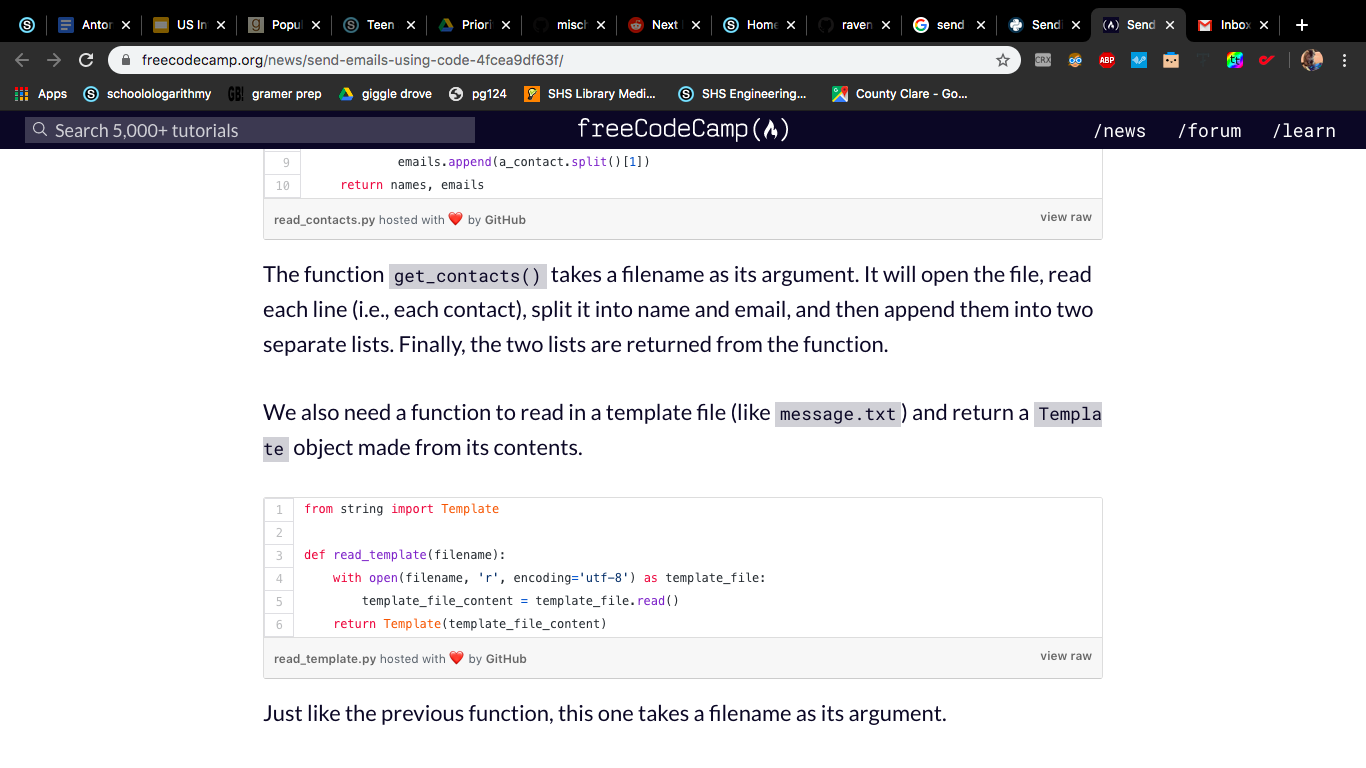 Antor
US In
Popul
Teen
Priori
misch
Next
Home
raven
send
Sendi
Send
Inbox
freecodecamp.org/news/send-emails-using-code-4fcea9df63f/
CRX
ABP
Apps
schoolologarithmy
GB!
gramer prep
giggle drove
pg124
SHS Library Medi...
SHS Engineering...
County Clare - Go...
Search 5,000+ tutorials
freeCodeCamp
/news /forum /learn
9 emails.append(a_contact.split()[1])
10 return names, emails
read_contacts.py hosted with ❤ by GitHub
view raw
The function get_contacts() takes a filename as its argument. It will open the file, read
each line (i.e., each contact), split it into name and email, and then append them into two
separate lists. Finally, the two lists are returned from the function.
We also need a function to read in a template file (like message.txt) and return a Templa
te object made from its contents.
1 from string import Template
2
3 def read_template(filename):
4 with open(filename, 'r', encoding='utf-8') as template_file:
5 template_file_content = template_file.read()
6 return Template(template_file_content)
read_template.py hosted with ❤ by GitHub
view raw
Just like the previous function, this one takes a filename as its argument.